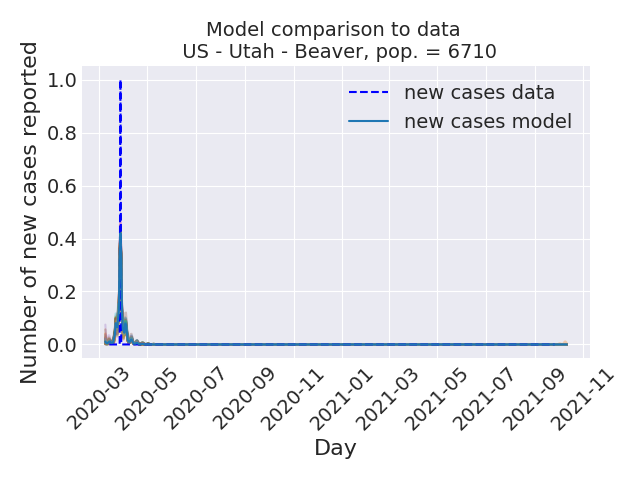 Model comparison to data
US - Utah - Beaver, pop. = 6710
Number of new cases reported
1.0
0.8
0.6
0.4
0.2
0.0
new cases data
new cases model
2020-03
2020-05
2020-07
2020-09
2020-11
2021-01
2021-03
2021-05
2021-07
2021-09
2021-11
Day